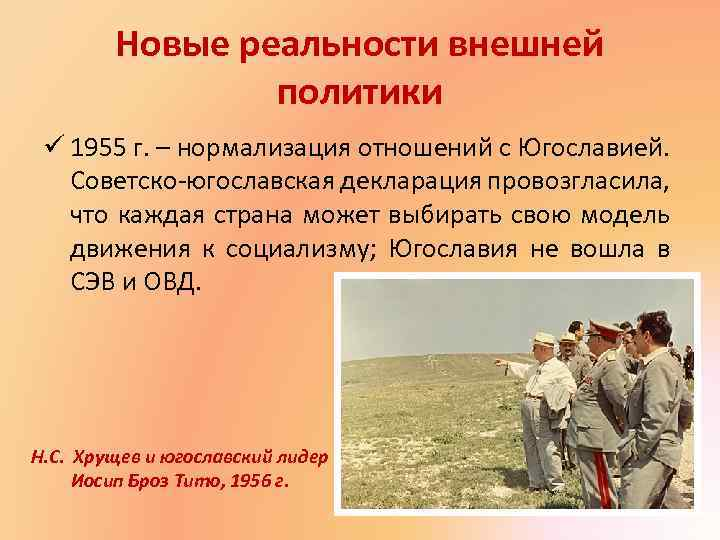 Новые реальности внешней
политики
✓ 1955 г. – нормализация отношений с Югославией.
Советско-югославская декларация провозгласила,
что каждая страна может выбирать свою модель
движения к социализму; Югославия не вошла в
СЭВ и ОВД.
Н.С. Хрущев и югославский лидер
Иосип Броз Тито, 1956 г.